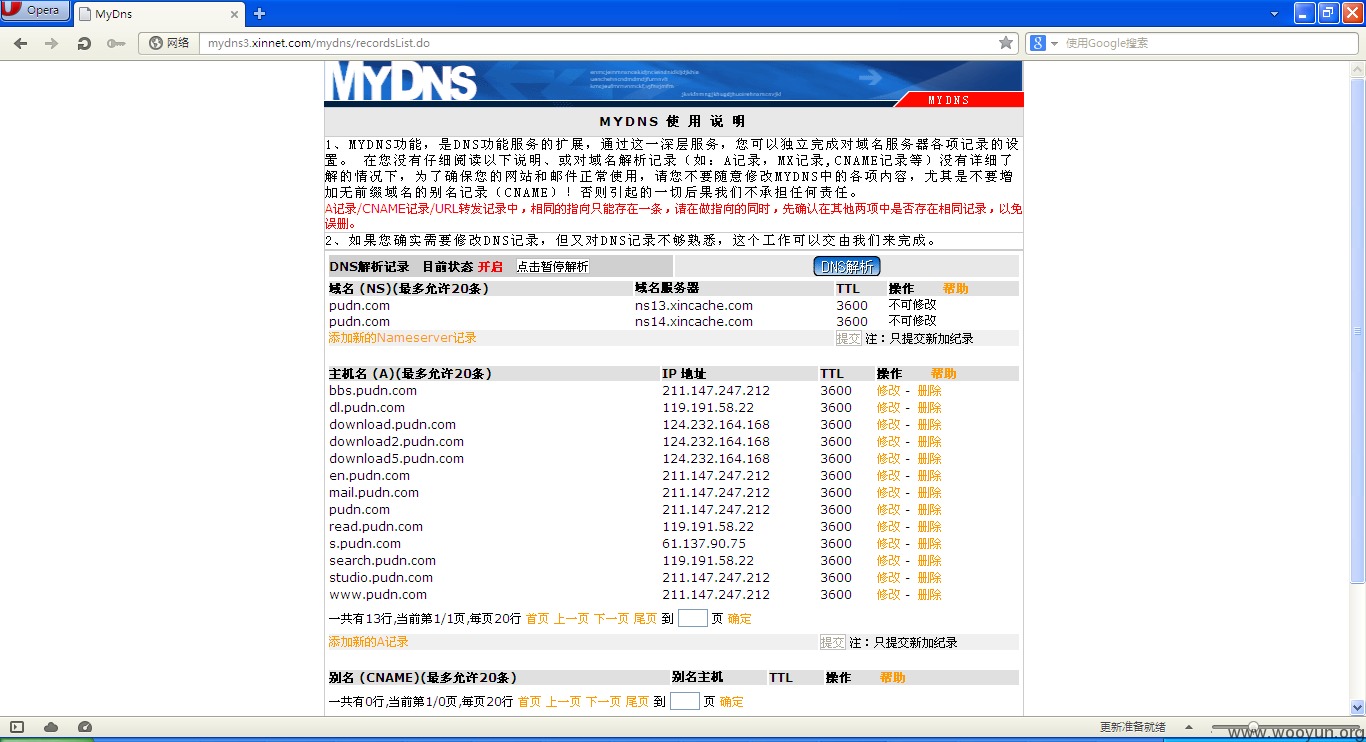 Opera
MyDns
网络
mydns3.xinnet.com/mydns/recordsList.do
使用Google搜索
MYDNS
MYDNS
MYDNS 使 用 说 明
1、MYDNS功能，是DNS功能服务的扩展，通过这一深层服务，您可以独立完成对域名服务器各项记录的设
置。 在您没有仔细阅读以下说明、或对域名解析记录（如：A记录，MX记录,CNAME记录等）没有详细了
解的情况下，为了确保您的网站和邮件正常使用，请您不要随意修改MYDNS中的各项内容，尤其是不要增
加无前缀域名的别名记录（CNAME）！否则引起的一切后果我们不承担任何责任。
A记录/CNAME记录/URL转发记录中，相同的指向只能存在一条，请在做指向的同时，先确认在其他两项中是否存在相同记录，以免
误删。
2、如果您确实需要修改DNS记录，但又对DNS记录不够熟悉，这个工作可以交由我们来完成。
DNS解析记录 目前状态 开启 点击暂停解析 DNS解析
域名 (NS)(最多允许20条) 域名服务器 TTL 操作 帮助
pudn.com ns13.xincache.com 3600 不可修改
pudn.com ns14.xincache.com 3600 不可修改
添加新的Nameserver记录 提交 注：只提交新加纪录
主机名 (A)(最多允许20条) IP 地址 TTL 操作 帮助
bbs.pudn.com 211.147.247.212 3600 修改 - 删除
dl.pudn.com 119.191.58.22 3600 修改 - 删除
download.pudn.com 124.232.164.168 3600 修改 - 删除
download2.pudn.com 124.232.164.168 3600 修改 - 删除
download5.pudn.com 124.232.164.168 3600 修改 - 删除
en.pudn.com 211.147.247.212 3600 修改 - 删除
mail.pudn.com 211.147.247.212 3600 修改 - 删除
pudn.com 211.147.247.212 3600 修改 - 删除
read.pudn.com 119.191.58.22 3600 修改 - 删除
s.pudn.com 61.137.90.75 3600 修改 - 删除
search.pudn.com 119.191.58.22 3600 修改 - 删除
studio.pudn.com 211.147.247.212 3600 修改 - 删除
www.pudn.com 211.147.247.212 3600 修改 - 删除
一共有13行,当前第1/1页,每页20行 首页 上一页 下一页 尾页 到 页 确定
添加新的A记录 提交 注：只提交新加纪录
别名 (CNAME)(最多允许20条) 别名主机 TTL 操作 帮助
一共有0行,当前第1/0页,每页20行 首页 上一页 下一页 尾页 到 页 确定
更新准备就绪
www.wooyun.org